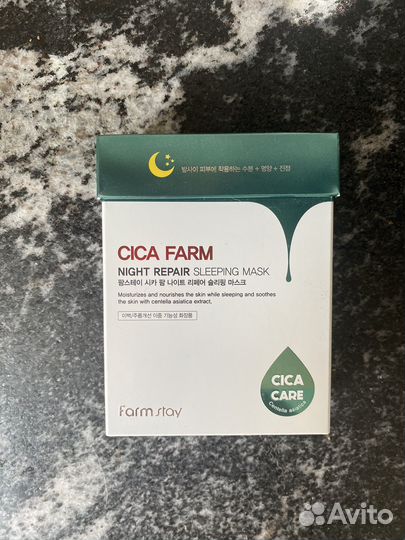 밤사이 피부에 작용하는 수분 + 영양 + 진정
CICA FARM
NIGHT REPAIR SLEEPING MASK
팜스테이 시카 팜 나이트 리페어 슬리핑 마스크
Moisturizes and nourishes the skin while sleeping and soothes
the skin with centella asiatica extract.
미백/주름개선 이중 기능성 화장품
CICA
CARE
Centella asiatica
Farm stay
Avito